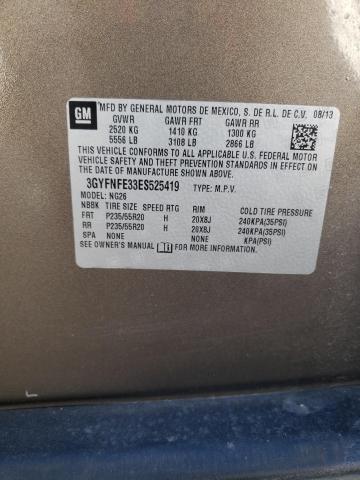 GM
MFD BY GENERAL MOTORS DE MEXICO, S. DE R.L. DE C.V. 08/13
GVWR GAWR FRT GAWR RR
2520 KG 1410 KG 1300 KG
5556 LB 3108 LB 2866 LB
THIS VEHICLE CONFORMS TO ALL APPLICABLE U.S. FEDERAL
MOTOR VEHICLE SAFETY STANDARDS IN EFFECT ON
THE DATE OF MANUFACTURE SHOWN ABOVE.
3GYFNFE33ES525419 TYPE: M.P.V.
MODEL: NG26
NBBK TIRE SIZE SPEED RTG RIM COLD TIRE PRESSURE
FRT P235/55R20 H 20X8J 240KPA(35PSI)
RR P235/55R20 H 20X8J 240KPA(35PSI)
SPA NONE NONE KPA(PSI)
SEE OWNER'S MANUAL FOR ADDITIONAL INFORMATION.